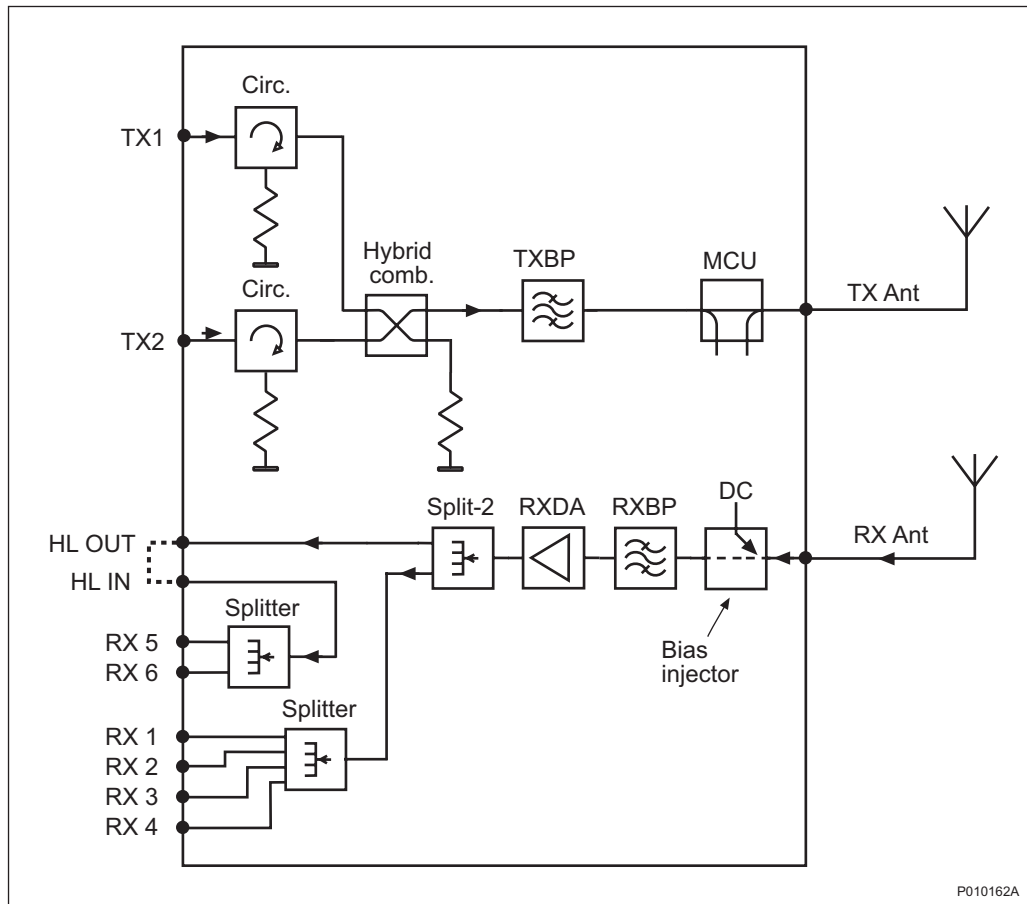 Circ.
TX1
Hybrid
comb.
TXBP
MCU
TX Ant
Circ.
TX2
DC
Split-2
RXDA
RXBP
RX Ant
HL OUT
HL IN
Splitter
RX 5
RX 6
Bias
injector
Splitter
RX 1
RX 2
RX 3
RX 4
P010162A